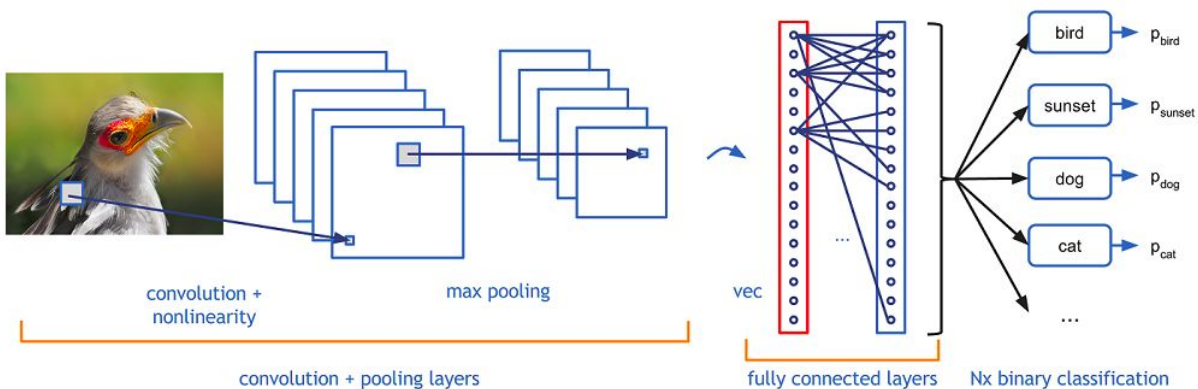 bird
p_bird
sunset
p_sunset
dog
p_dog
cat
p_cat
...
...
convolution +
nonlinearity
max pooling
vec
convolution + pooling layers
fully connected layers
Nx binary classification